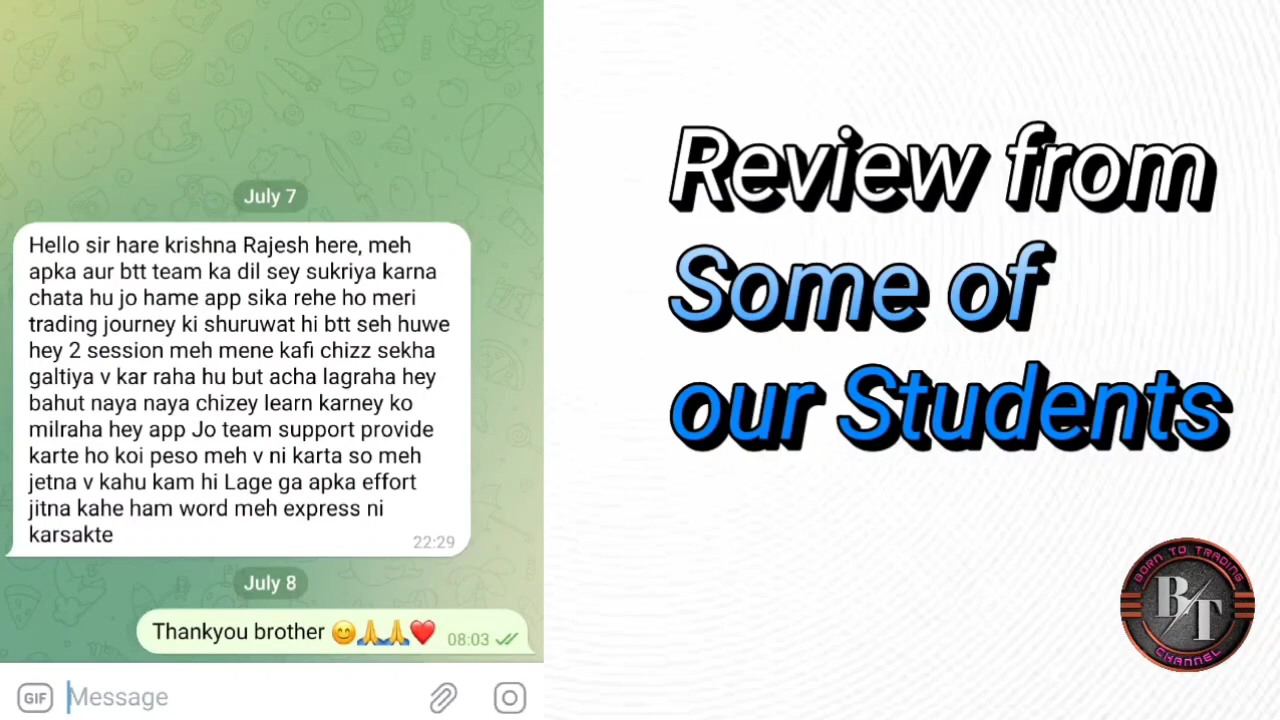 July 7
Hello sir hare krishna Rajesh here, meh
apka aur btt team ka dil sey sukriya karna
chata hu jo hame app sika rehe ho meri
trading journey ki shuruwat hi btt seh huwe
hey 2 session meh mene kafi chizz sekha
galtiya v kar raha hu but acha lagraha hey
bahut naya naya chizey learn karney ko
milraha hey app Jo team support provide
karte ho koi peso meh v ni karta so meh
jetna v kahu kam hi Lage ga apka effort
jitna kahe ham word meh express ni
karsakte
22:29
July 8
Thankyou brother 😊🙏🙏❤️ 08:03
GIF Message
Review from
Some of
our Students
BORN TO TRADING
B/T
CHANNEL